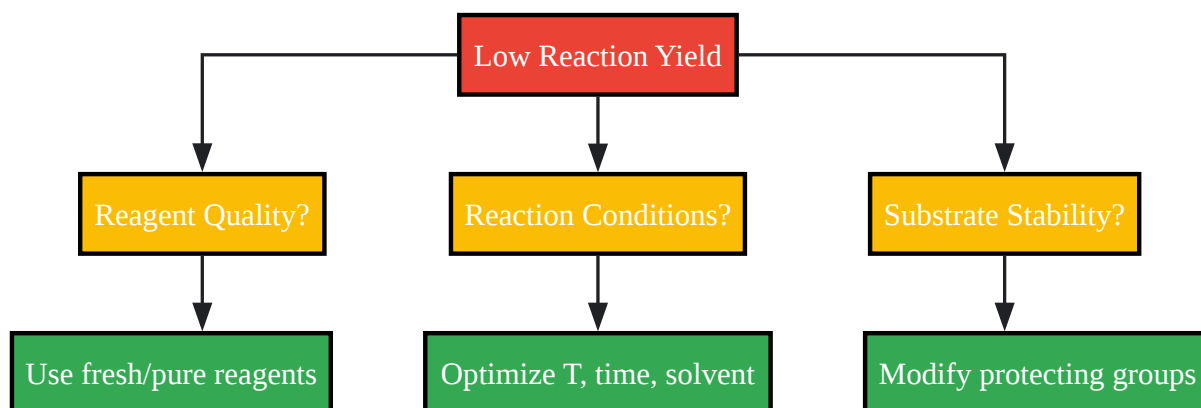 Low Reaction Yield
Reagent Quality?
Reaction Conditions?
Substrate Stability?
Use fresh/pure reagents
Optimize T, time, solvent
Modify protecting groups